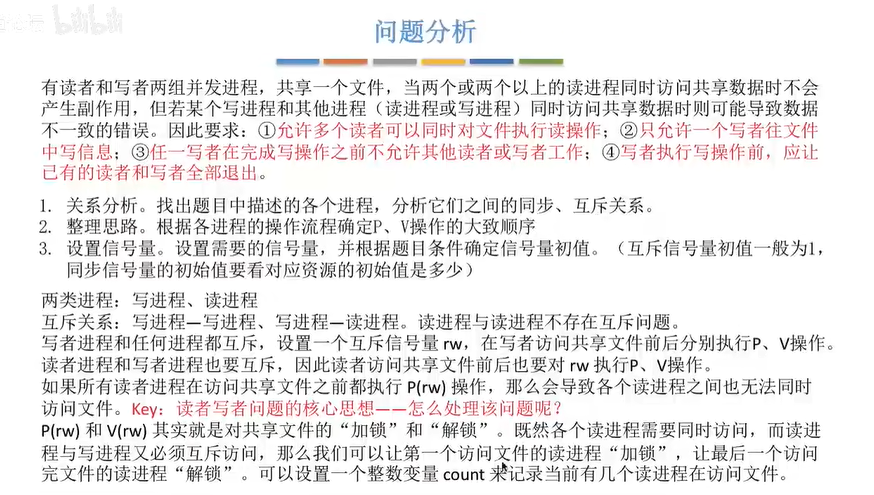 bilibili
问题分析
有读者和写者两组并发进程，共享一个文件，当两个或两个以上的读进程同时访问共享数据时不会
产生副作用，但若某个写进程和其他进程（读进程或写进程）同时访问共享数据时则可能导致数据
不一致的错误。因此要求：①允许多个读者可以同时对文件执行读操作；②只允许一个写者往文件
中写信息；③任一写者在完成写操作之前不允许其他读者或写者工作；④写者执行写操作前，应让
已有的读者和写者全部退出。
1. 关系分析。找出题目中描述的各个进程，分析它们之间的同步、互斥关系。
2. 整理思路。根据各进程的操作流程确定P、V操作的大致顺序
3. 设置信号量。设置需要的信号量，并根据题目条件确定信号量初值。（互斥信号量初值一般为1，
同步信号量的初始值要看对应资源的初始值是多少）
两类进程：写进程、读进程
互斥关系：写进程—写进程、写进程—读进程。读进程与读进程不存在互斥问题。
写者进程和任何进程都互斥，设置一个互斥信号量 rw，在写者访问共享文件前后分别执行P、V操作。
读者进程和写者进程也要互斥，因此读者访问共享文件前后也要对 rw 执行P、V操作。
如果所有读者进程在访问共享文件之前都执行 P(rw) 操作，那么会导致各个读进程之间也无法同时
访问文件。Key：读者写者问题的核心思想——怎么处理该问题呢？
P(rw) 和 V(rw) 其实就是对共享文件的“加锁”和“解锁”。既然各个读进程需要同时访问，而读进
程与写进程又必须互斥访问，那么我们可以让第一个访问文件的读进程“加锁”，让最后一个访问
完文件的读进程“解锁”。可以设置一个整数变量 count 来记录当前有几个读进程在访问文件。